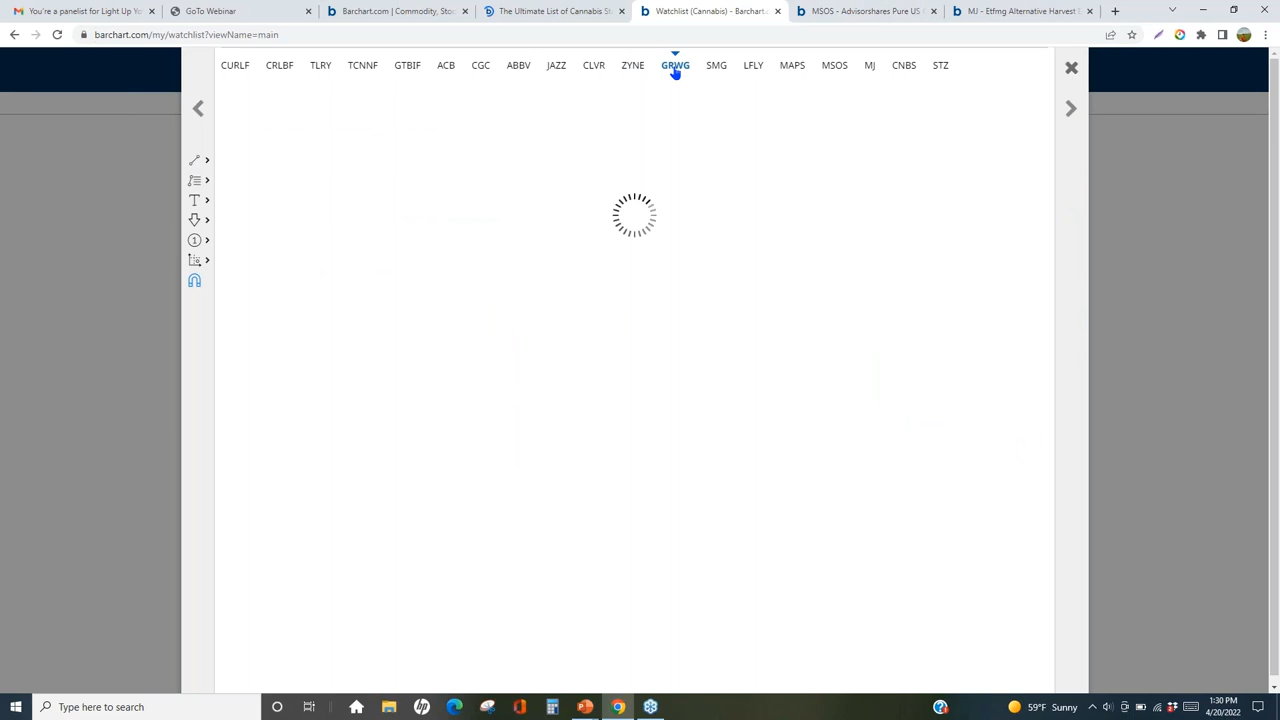 You're a panelist for Light Up Yo
GoTo Webinar
Barchart.com | Commodity, Stoc
The Ultimate List of Cannabis St
Watchlist (Cannabis) - Barchart.c
MSOS - Advisorshares Pure US C
MJ - Etfmg Alternative Harvest E
barchart.com/my/watchlist?viewName=main
CURLF CRLBF TLRY TCNNF GTBIF ACB CGC ABBV JAZZ CLVR ZYNE GRWG SMG LFLY MAPS MSOS MJ CNBS STZ
T
1
Type here to search
59°F Sunny
1:30 PM
4/20/2022